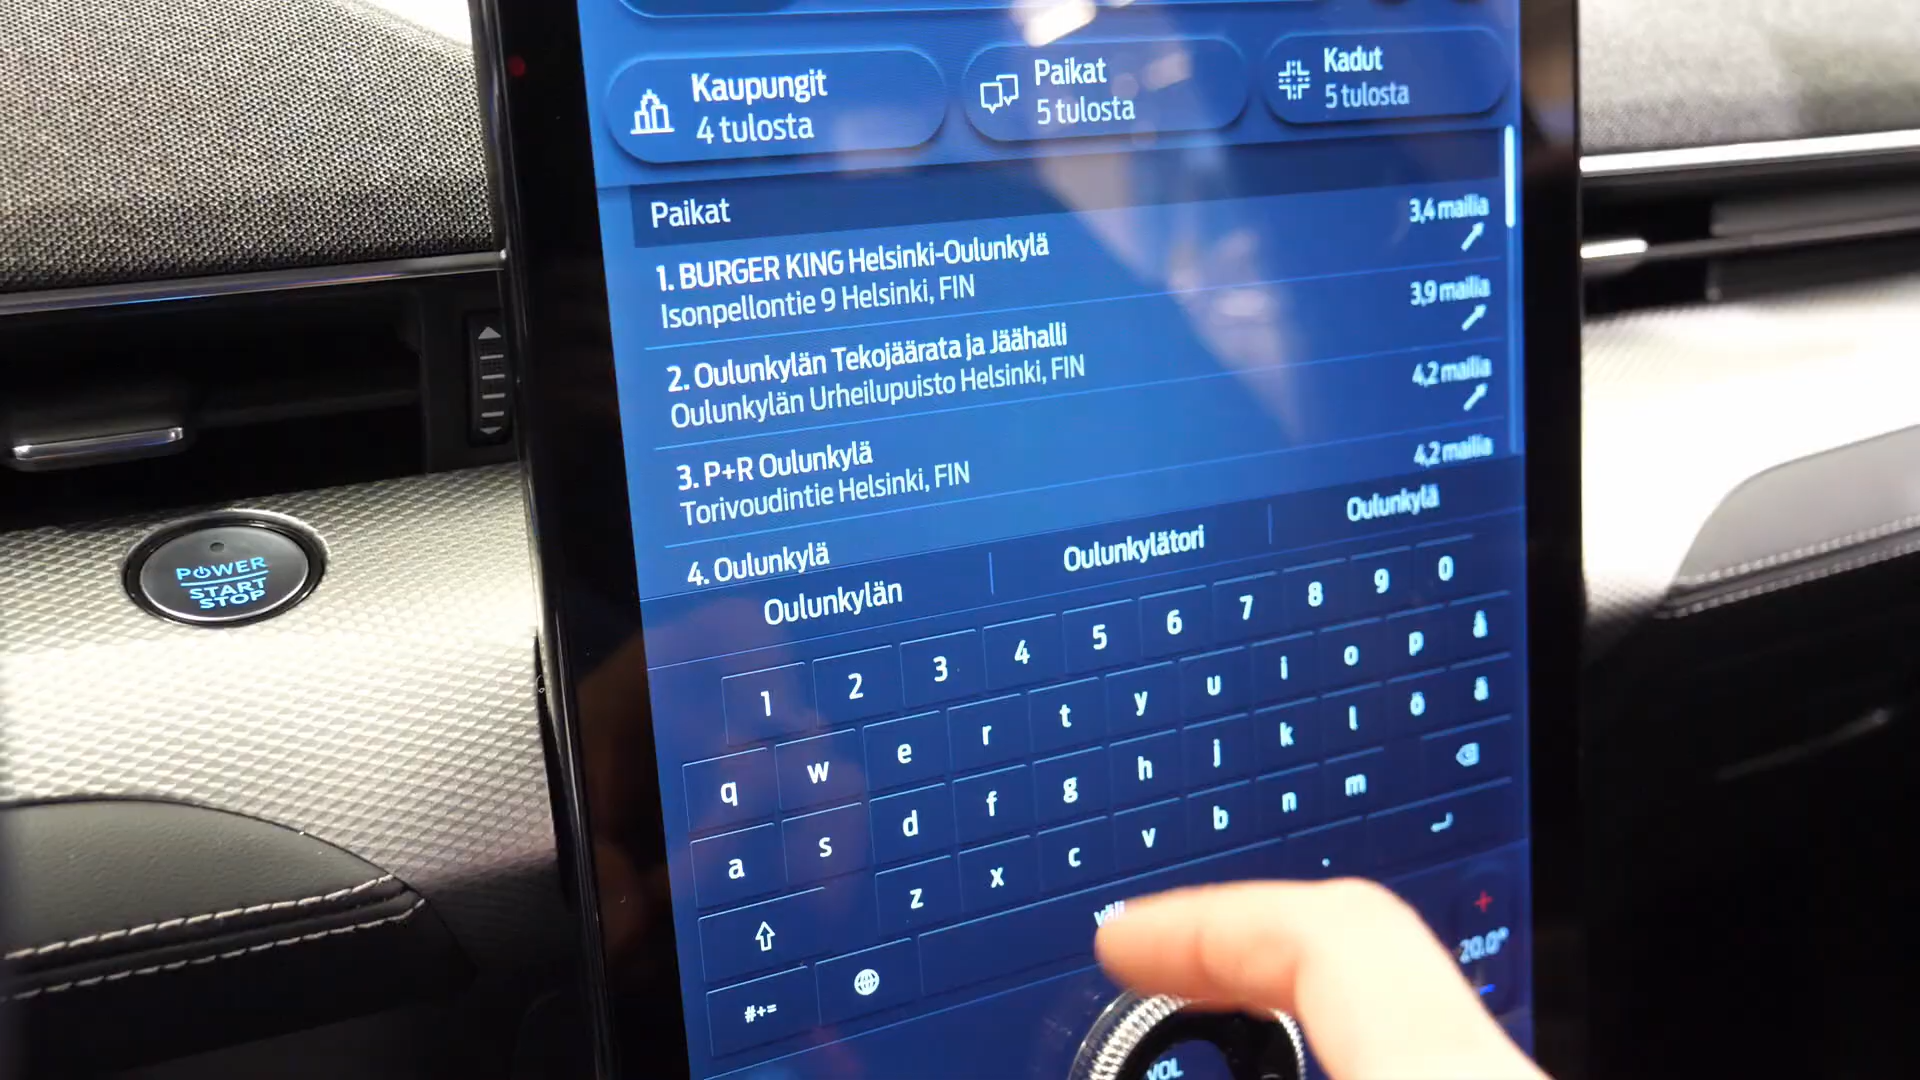 Kaupungit
4 tulosta
Paikat
5 tulosta
Kadut
5 tulosta
Paikat
1. BURGER KING Helsinki-Oulunkylä
Isonpellontie 9 Helsinki, FIN
3,4 mailia
2. Oulunkylän Tekojäärata ja Jäähalli
Oulunkylän Urheilupuisto Helsinki, FIN
3,9 mailia
3. P+R Oulunkylä
Torivoudintie Helsinki, FIN
4,2 mailia
4. Oulunkylä
4,2 mailia
Oulunkylän Oulunkylätori Oulunkylä
1 2 3 4 5 6 7 8 9 0
q w e r t y u i o p å
a s d f g h j k l ö ä
z x c v b n m
#+= väli .
20.0°
VOL
POWER
START
STOP